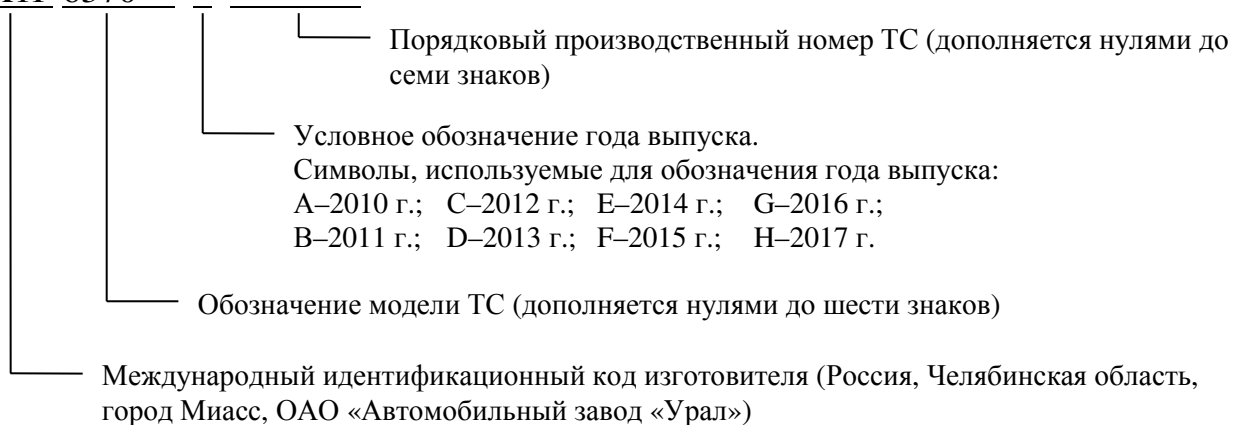 Порядковый производственный номер ТС (дополняется нулями до
семи знаков)
Условное обозначение года выпуска.
Символы, используемые для обозначения года выпуска:
A–2010 г.; C–2012 г.; E–2014 г.; G–2016 г.;
B–2011 г.; D–2013 г.; F–2015 г.; H–2017 г.
Обозначение модели ТС (дополняется нулями до шести знаков)
Международный идентификационный код изготовителя (Россия, Челябинская область,
город Миасс, ОАО «Автомобильный завод «Урал»)